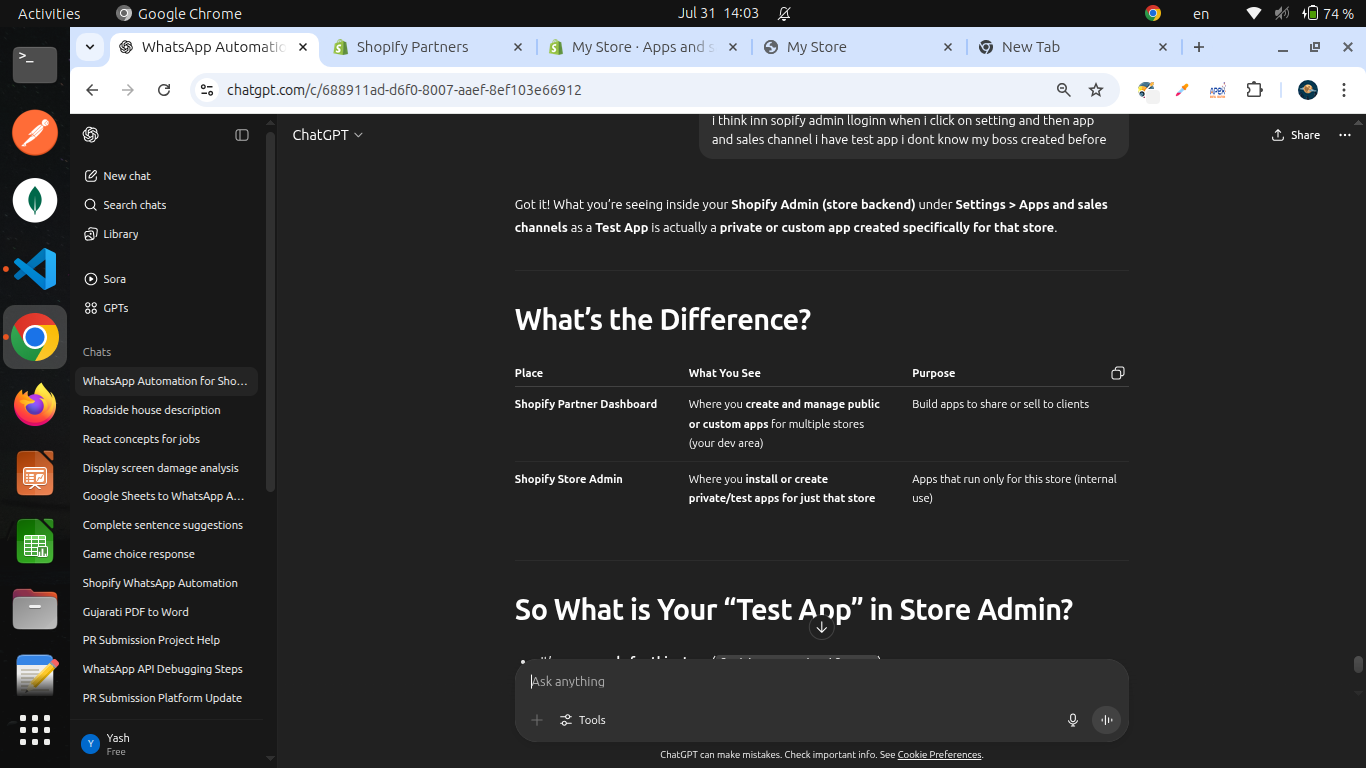 Activities
Google Chrome
Jul 31 14:03
en
74 %
WhatsApp Automatio
Shopify Partners
My Store · Apps and s
My Store
New Tab
chatgpt.com/c/688911ad-d6f0-8007-aaef-8ef103e66912
New chat
Search chats
Library
Sora
GPTs
Chats
WhatsApp Automation for Sho...
Roadside house description
React concepts for jobs
Display screen damage analysis
Google Sheets to WhatsApp A...
Complete sentence suggestions
Game choice response
Shopify WhatsApp Automation
Gujarati PDF to Word
PR Submission Project Help
WhatsApp API Debugging Steps
PR Submission Platform Update
Y
Yash
Free
ChatGPT
Share
i think inn sopify admin lloginn when i click on setting and then app
and sales channel i have test app i dont know my boss created before
Got it! What you’re seeing inside your Shopify Admin (store backend) under Settings > Apps and sales
channels as a Test App is actually a private or custom app created specifically for that store.
What’s the Difference?
Place What You See Purpose
Shopify Partner Dashboard Where you create and manage public Build apps to share or sell to clients
or custom apps for multiple stores
(your dev area)
Shopify Store Admin Where you install or create Apps that run only for this store (internal
private/test apps for just that store use)
So What is Your “Test App” in Store Admin?
Ask anything
Tools
ChatGPT can make mistakes. Check important info. See Cookie Preferences.